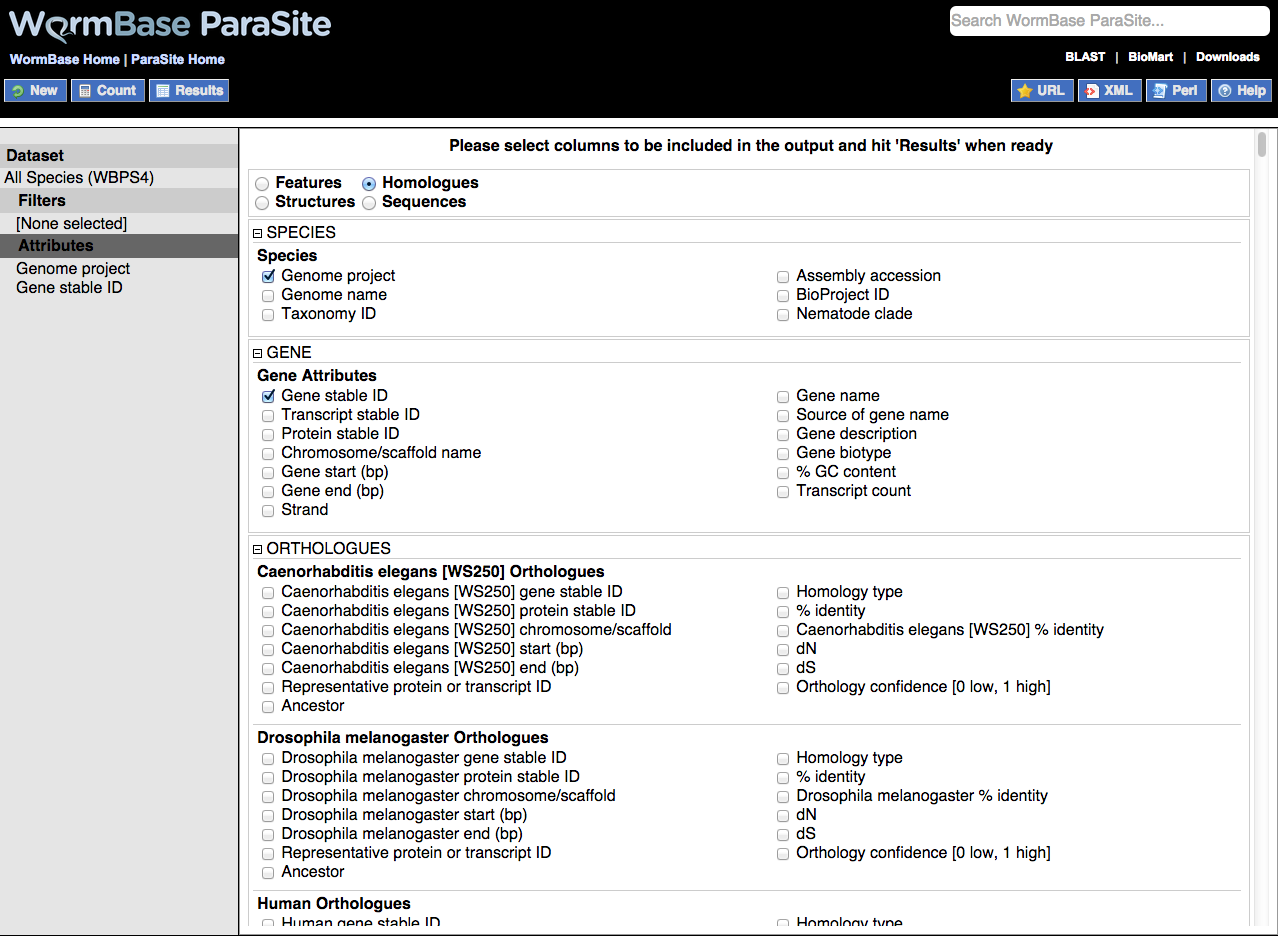 WormBase ParaSite
Search WormBase ParaSite...
WormBase Home | ParaSite Home
BLAST | BioMart | Downloads
New Count Results
URL XML Perl Help
Dataset
All Species (WBPS4)
Filters
[None selected]
Attributes
Genome project
Gene stable ID
Please select columns to be included in the output and hit 'Results' when ready
Features Homologues
Structures Sequences
SPECIES
Species
Genome project Assembly accession
Genome name BioProject ID
Taxonomy ID Nematode clade
GENE
Gene Attributes
Gene stable ID Gene name
Transcript stable ID Source of gene name
Protein stable ID Gene description
Chromosome/scaffold name Gene biotype
Gene start (bp) % GC content
Gene end (bp) Transcript count
Strand
ORTHOLOGUES
Caenorhabditis elegans [WS250] Orthologues
Caenorhabditis elegans [WS250] gene stable ID Homology type
Caenorhabditis elegans [WS250] protein stable ID % identity
Caenorhabditis elegans [WS250] chromosome/scaffold Caenorhabditis elegans [WS250] % identity
Caenorhabditis elegans [WS250] start (bp) dN
Caenorhabditis elegans [WS250] end (bp) dS
Representative protein or transcript ID Orthology confidence [0 low, 1 high]
Ancestor
Drosophila melanogaster Orthologues
Drosophila melanogaster gene stable ID Homology type
Drosophila melanogaster protein stable ID % identity
Drosophila melanogaster chromosome/scaffold Drosophila melanogaster % identity
Drosophila melanogaster start (bp) dN
Drosophila melanogaster end (bp) dS
Representative protein or transcript ID Orthology confidence [0 low, 1 high]
Ancestor
Human Orthologues
Human gene stable ID Homology type